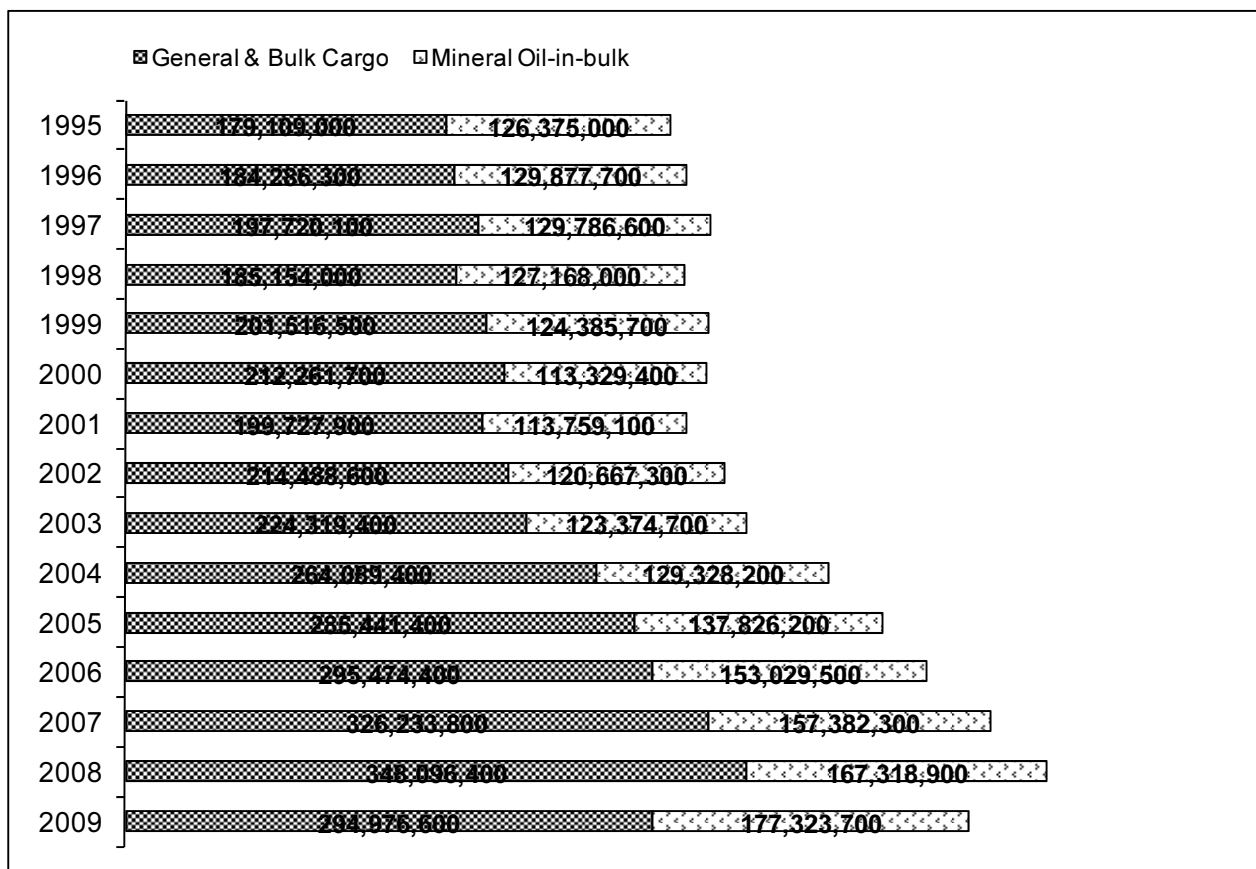 General & Bulk Cargo Mineral Oil-in-bulk
1995 179,109,000 126,375,000
1996 184,286,300 129,877,700
1997 197,720,100 129,786,600
1998 185,154,000 127,168,000
1999 201,516,500 124,385,700
2000 212,261,700 113,329,400
2001 199,727,900 113,759,100
2002 214,488,600 120,667,300
2003 224,319,400 123,374,700
2004 264,089,400 129,328,200
2005 285,441,400 137,826,200
2006 295,474,400 153,029,500
2007 326,233,800 157,382,300
2008 348,096,400 167,318,900
2009 294,976,600 177,323,700